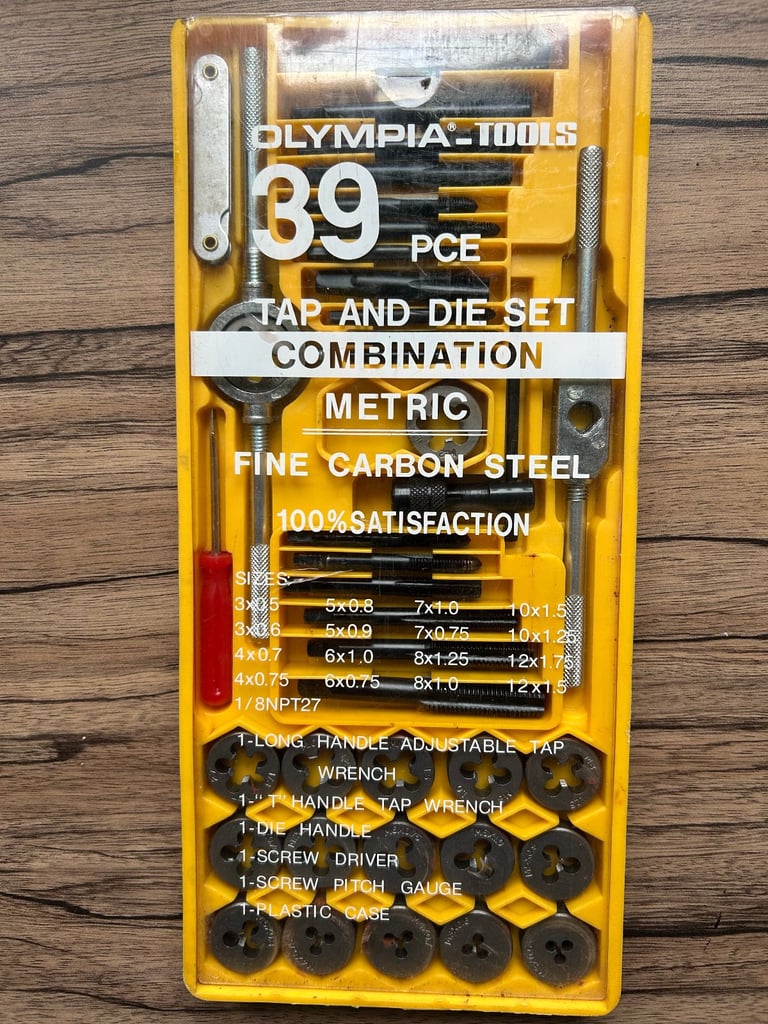 OLYMPIA®-TOOLS
39 PCE
TAP AND DIE SET
COMBINATION
METRIC
FINE CARBON STEEL
100%SATISFACTION
SIZES:
3x0.5 5x0.8 7x1.0 10x1.5
3x0.6 5x0.9 7x0.75 10x1.25
4x0.7 6x1.0 8x1.25 12x1.75
4x0.75 6x0.75 8x1.0 12x1.5
1/8NPT27
1-LONG HANDLE ADJUSTABLE TAP
WRENCH
1-"T"HANDLE TAP WRENCH
1-DIE HANDLE
1-SCREW DRIVER
1-SCREW PITCH GAUGE
1-PLASTIC CASE